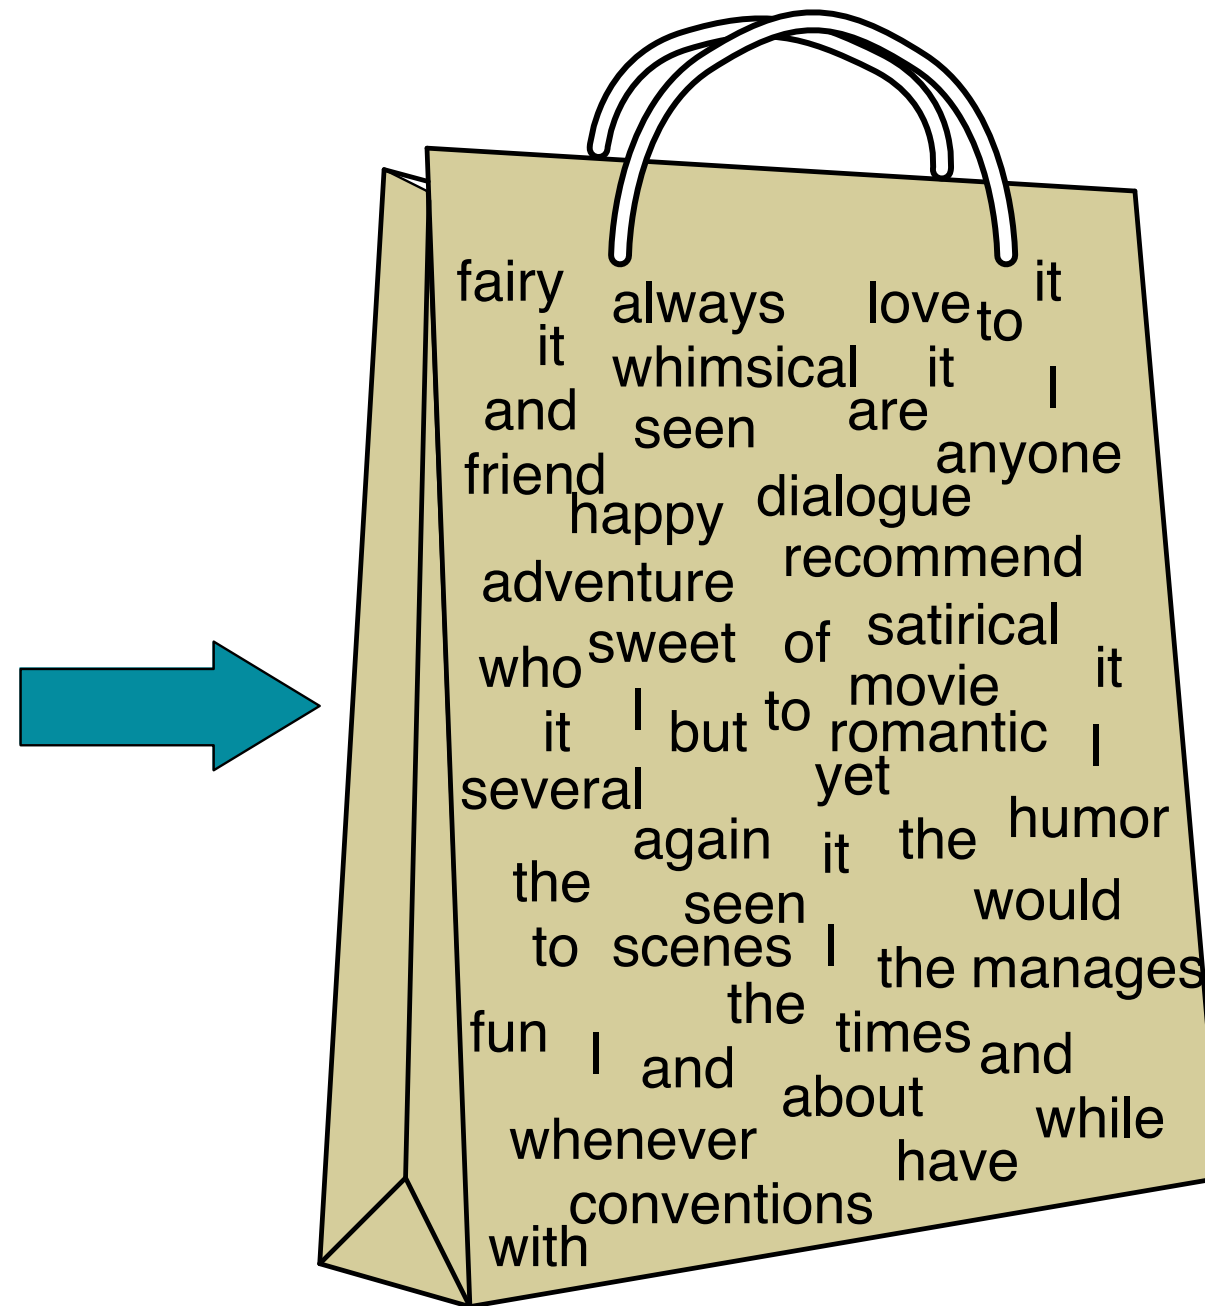 fairy always love to it
it whimsical it I
and seen are anyone
friend happy dialogue
adventure recommend
who sweet of satirical it
it I but to movie romantic I
several yet
again it the humor
the seen would
to scenes I the manages
fun I and the times and
whenever about while
conventions have
with